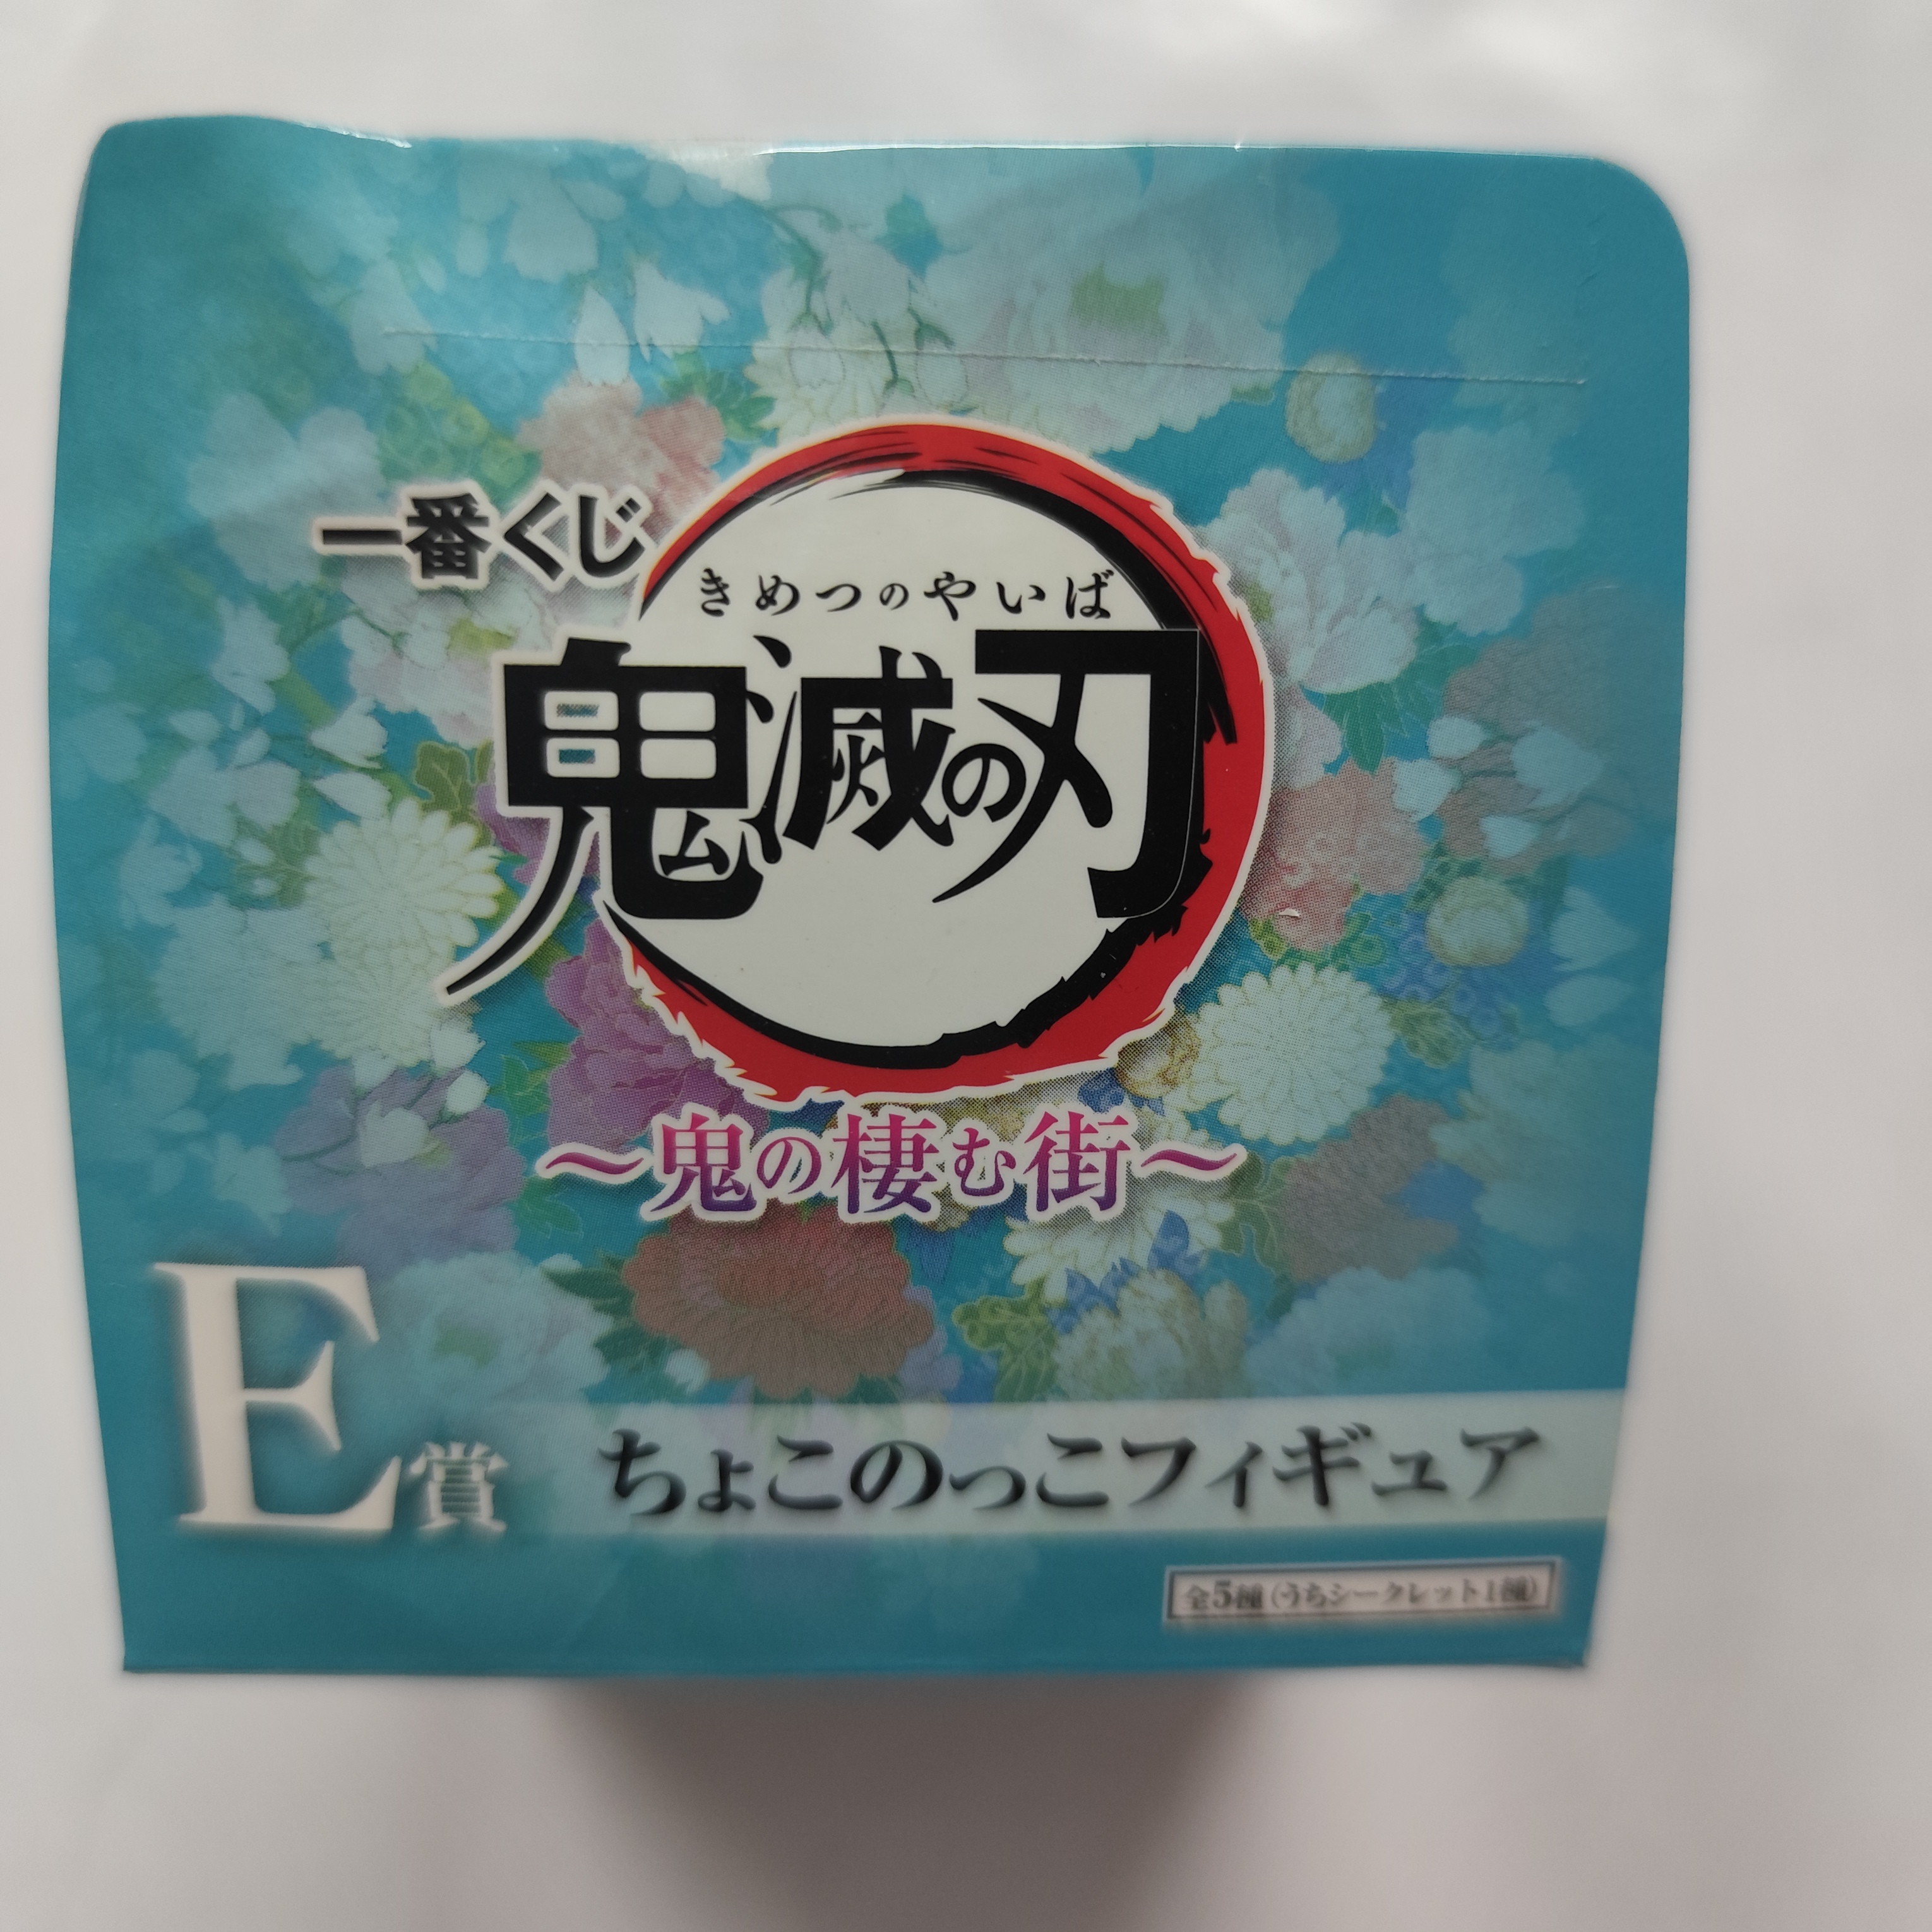 一番くじ
きめつのやいば
鬼滅の刃
～鬼の棲む街～
E賞
ちょこのっこフィギュア
全5種(うちシークレット1種)